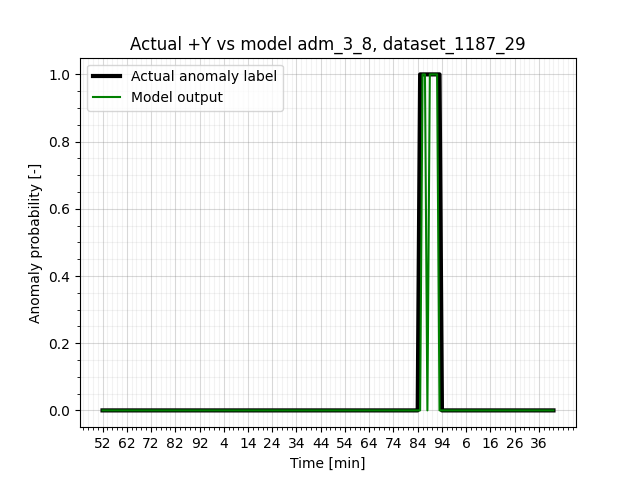 Actual +Y vs model adm_3_8, dataset_1187_29
Actual anomaly label
Model output
1.0
0.8
0.6
0.4
0.2
0.0
Anomaly probability [-]
52 62 72 82 92 4 14 24 34 44 54 64 74 84 94 6 16 26 36
Time [min]